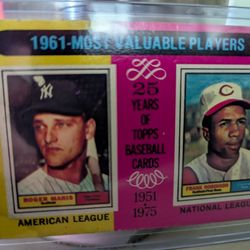 1961-MOST VALUABLE PLAYERS
25
YEARS
OF
TOPPS
BASEBALL
CARDS
1951
-
1975
ROGER MARIS
FRANK ROBINSON
AMERICAN LEAGUE
NATIONAL LEAGU